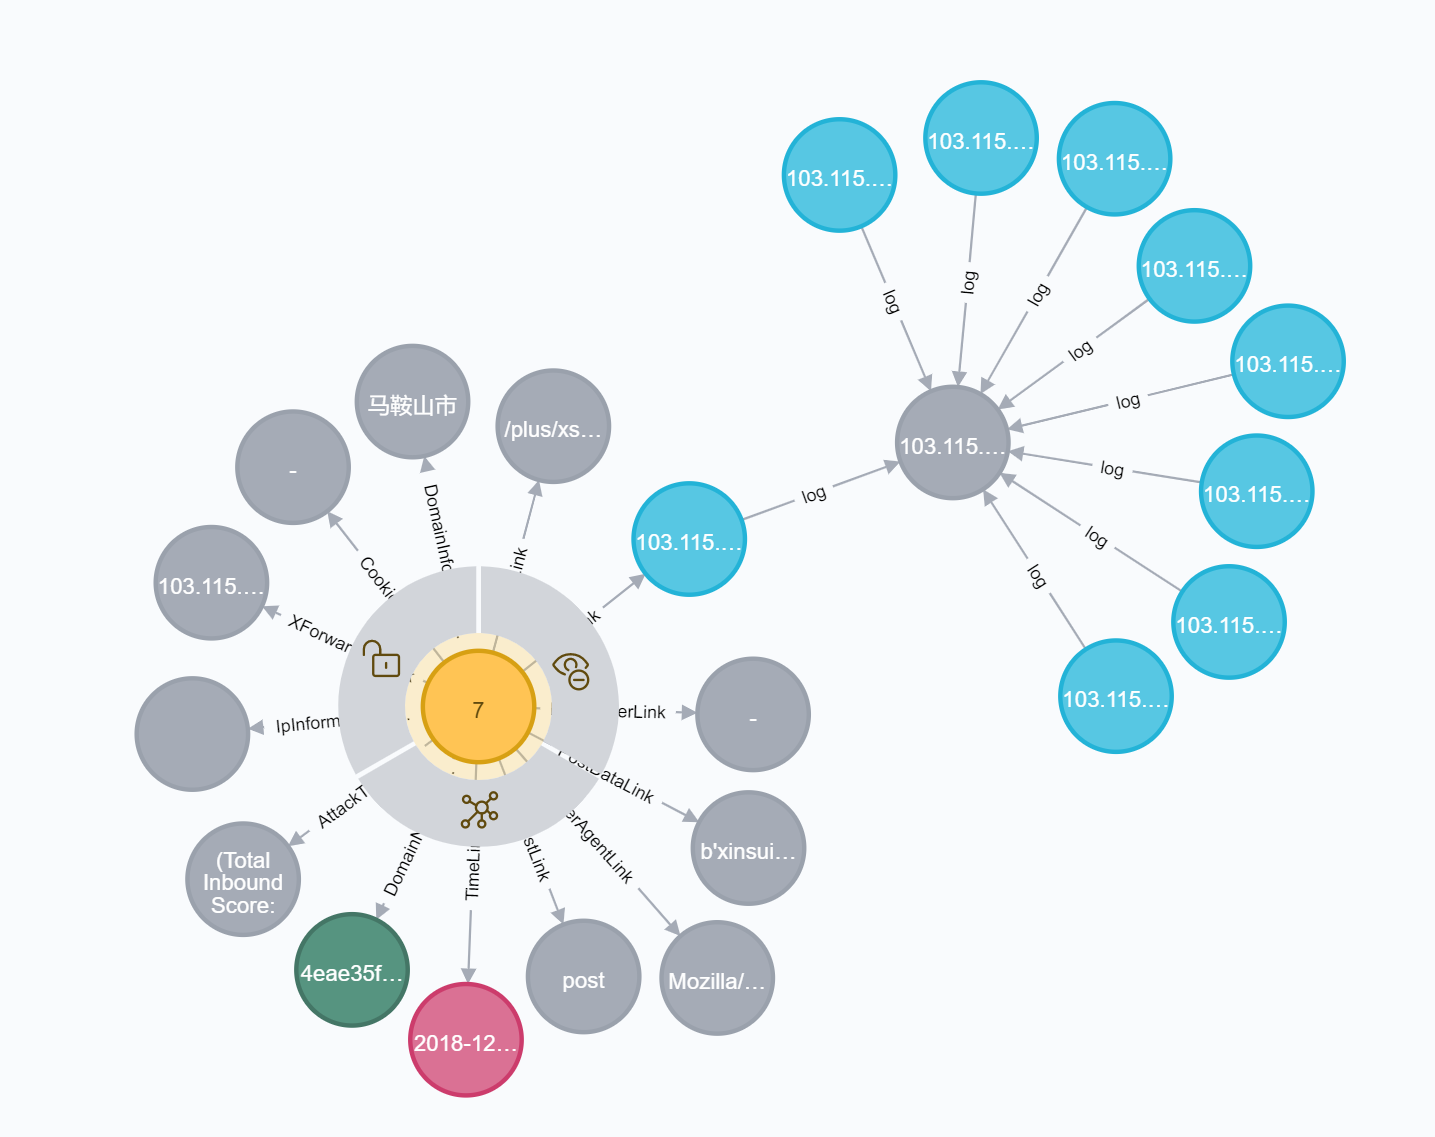 103.115....
103.115....
103.115....
103.115....
103.115....
103.115....
103.115....
103.115....
log
log
log
log
log
log
log
log
103.115....
log
103.115....
马鞍山市
/plus/xs...
-
103.115....
DomainInfo
Cooki
XForwar
IpInform
7
erLink
-
PostDataLink
b'xinsui...
AttackT
(Total
Inbound
Score:
TimeLi
stLink
erAgentLink
4eae35f...
2018-12...
post
Mozilla/...